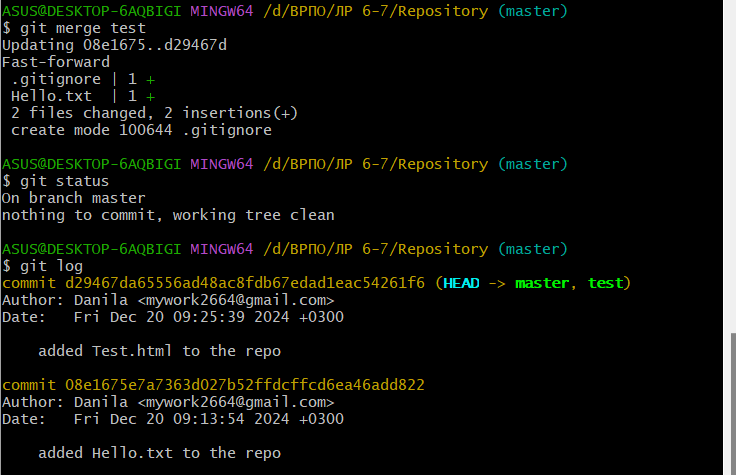 ASUS@DESKTOP-6AQBIGI MINGW64 /d/ВРПО/ЛР 6-7/Repository (master)
$ git merge test
Updating 08e1675..d29467d
Fast-forward
 .gitignore | 1 +
 Hello.txt  | 1 +
 2 files changed, 2 insertions(+)
 create mode 100644 .gitignore

ASUS@DESKTOP-6AQBIGI MINGW64 /d/ВРПО/ЛР 6-7/Repository (master)
$ git status
On branch master
nothing to commit, working tree clean

ASUS@DESKTOP-6AQBIGI MINGW64 /d/ВРПО/ЛР 6-7/Repository (master)
$ git log
commit d29467da65556ad48ac8fdb67edad1eac54261f6 (HEAD -> master, test)
Author: Danila <mywork2664@gmail.com>
Date:   Fri Dec 20 09:25:39 2024 +0300

    added Test.html to the repo

commit 08e1675e7a7363d027b52ffdcffcd6ea46add822
Author: Danila <mywork2664@gmail.com>
Date:   Fri Dec 20 09:13:54 2024 +0300

    added Hello.txt to the repo